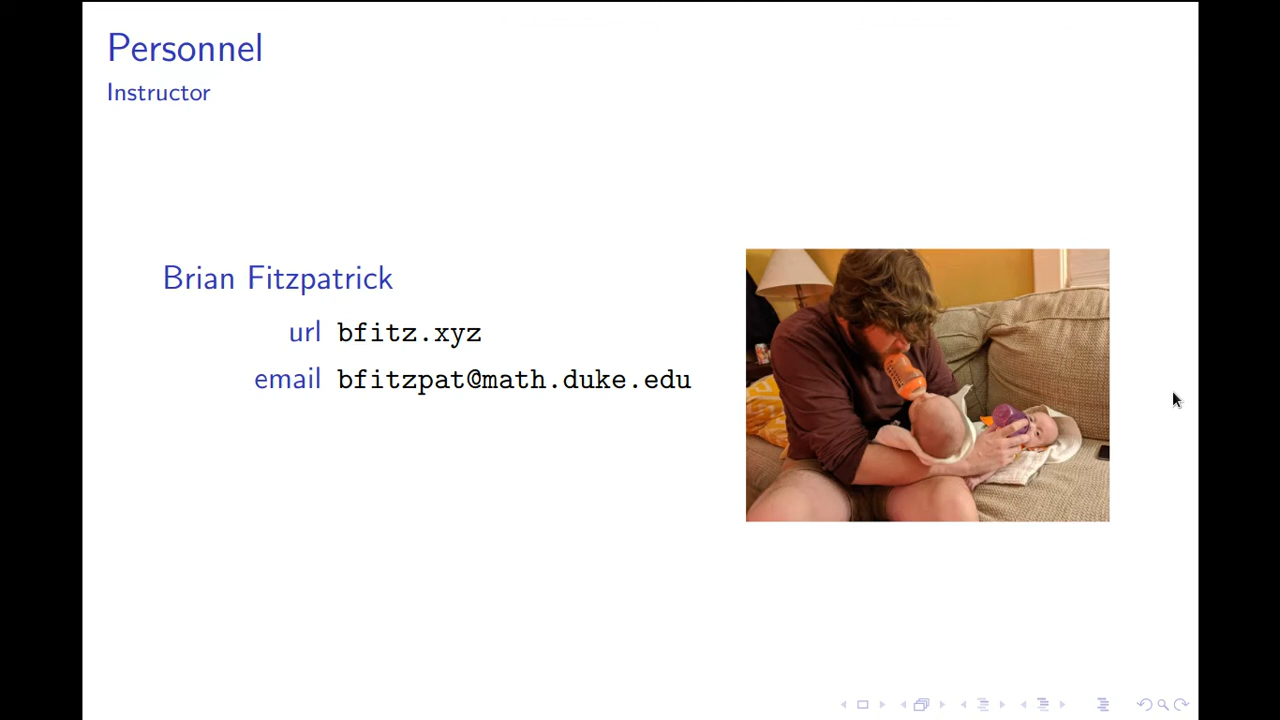 Personnel
Instructor
Brian Fitzpatrick
url bfitz.xyz
email bfitzpat@math.duke.edu